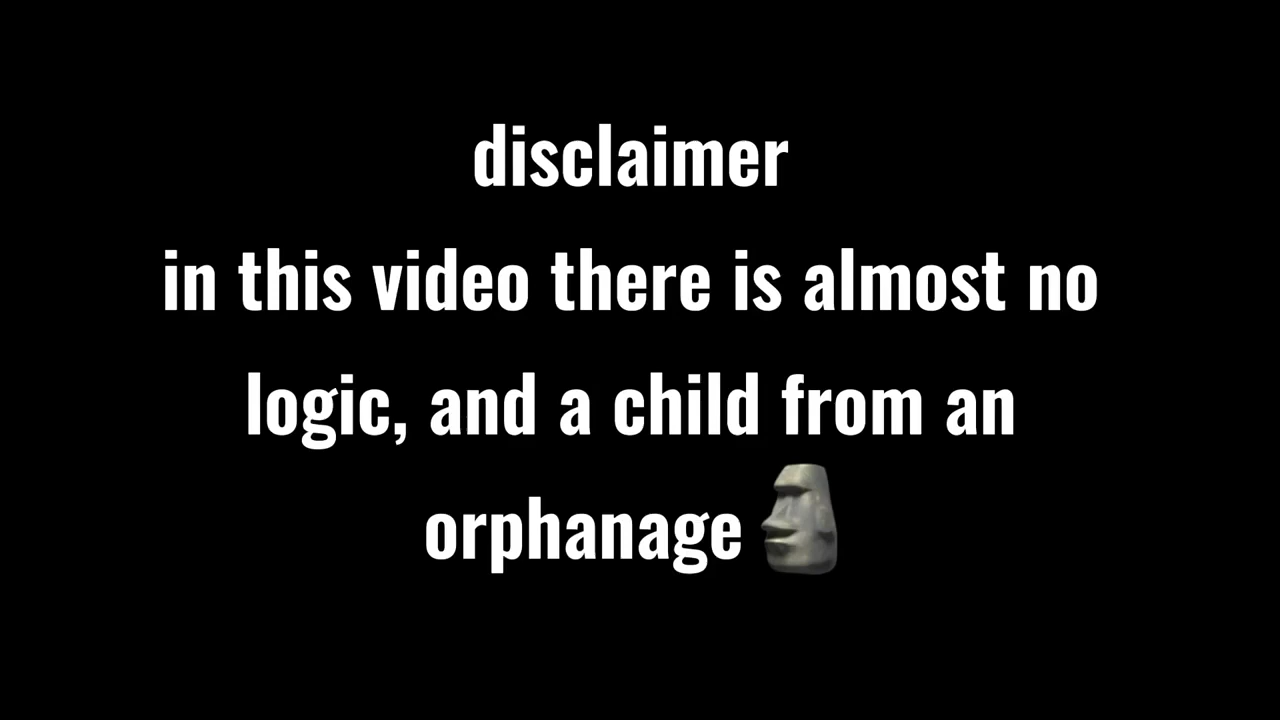 disclaimer
in this video there is almost no
logic, and a child from an
orphanage 🗿